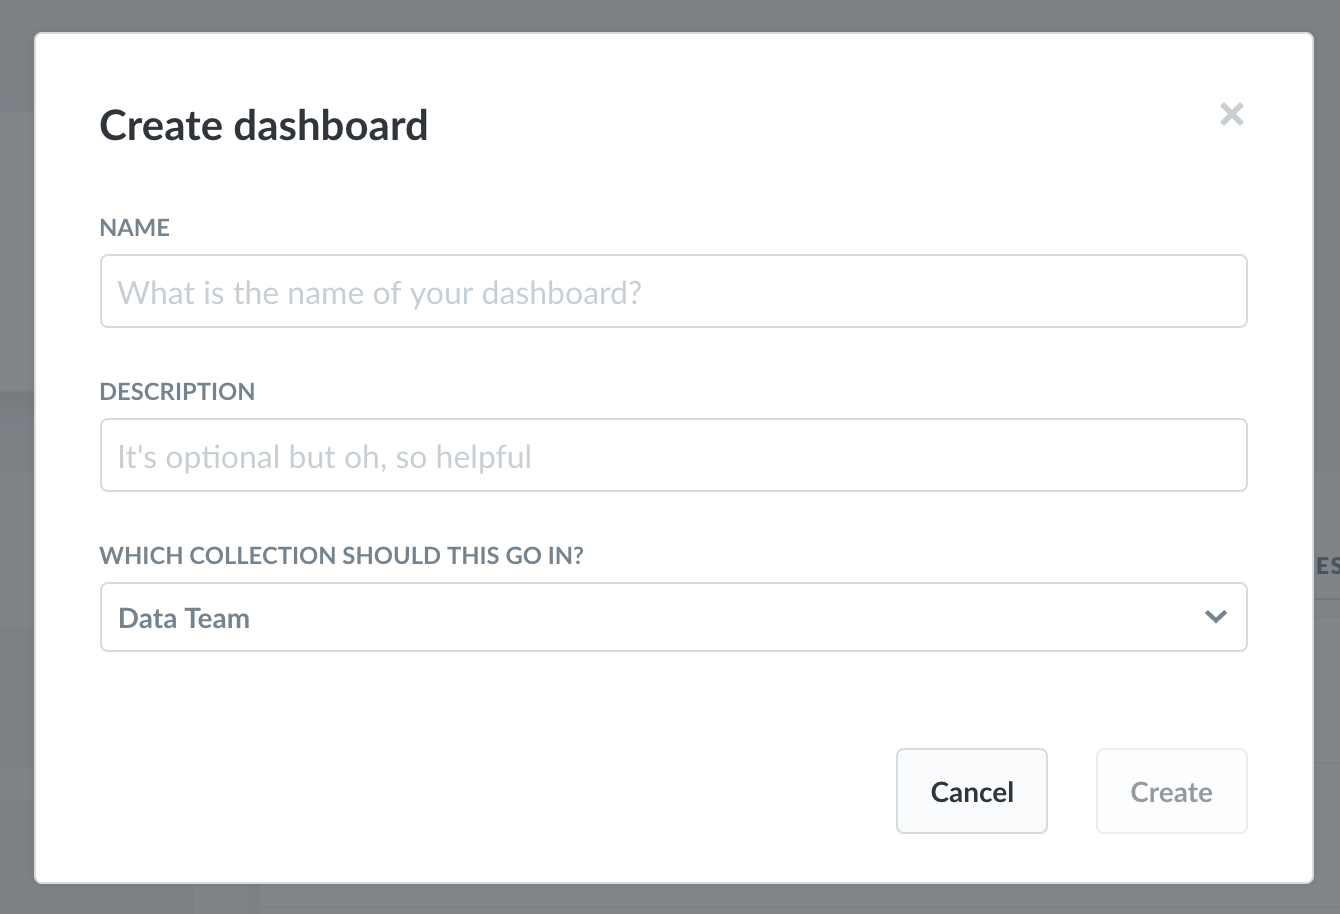 Create dashboard
NAME
What is the name of your dashboard?
DESCRIPTION
It's optional but oh, so helpful
WHICH COLLECTION SHOULD THIS GO IN?
ES
Data Team
Cancel
Create